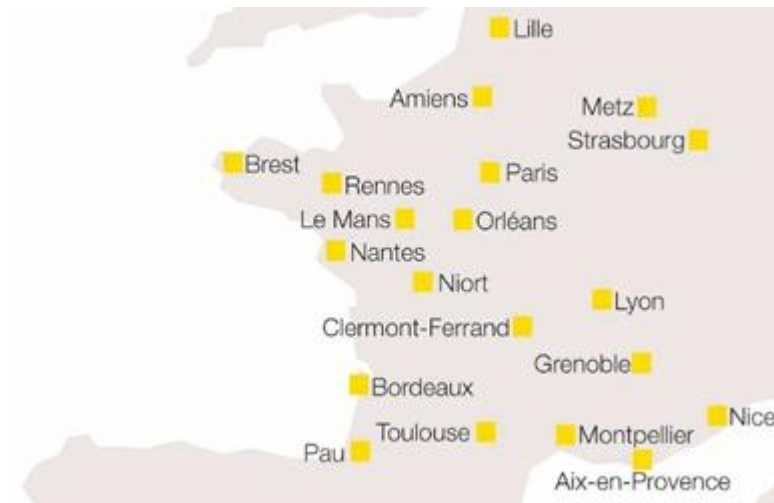 Lille
Amiens
Metz
Strasbourg
Brest
Paris
Rennes
Le Mans
Orléans
Nantes
Niort
Lyon
Clermont-Ferrand
Grenoble
Bordeaux
Nice
Toulouse
Montpellier
Pau
Aix-en-Provence